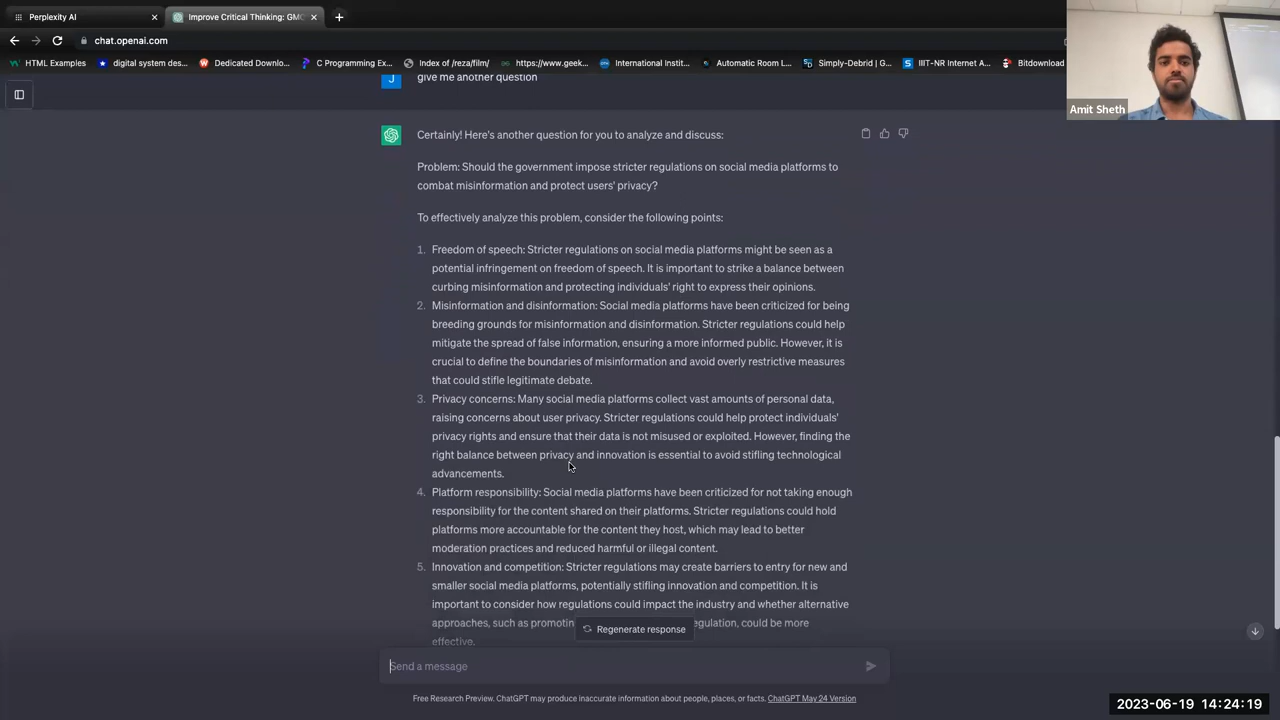 Perplexity AI
Improve Critical Thinking: GMC
chat.openai.com
HTML Examples
digital system des...
Dedicated Downlo...
C Programming Ex...
Index of /reza/film/
https://www.geek...
International Instit...
Automatic Room L...
Simply-Debrid | G...
IIIT-NR Internet A...
Bitdownload
Amit Sheth
J
give me another question
Certainly! Here's another question for you to analyze and discuss:
Problem: Should the government impose stricter regulations on social media platforms to
combat misinformation and protect users' privacy?
To effectively analyze this problem, consider the following points:
1. Freedom of speech: Stricter regulations on social media platforms might be seen as a
potential infringement on freedom of speech. It is important to strike a balance between
curbing misinformation and protecting individuals' right to express their opinions.
2. Misinformation and disinformation: Social media platforms have been criticized for being
breeding grounds for misinformation and disinformation. Stricter regulations could help
mitigate the spread of false information, ensuring a more informed public. However, it is
crucial to define the boundaries of misinformation and avoid overly restrictive measures
that could stifle legitimate debate.
3. Privacy concerns: Many social media platforms collect vast amounts of personal data,
raising concerns about user privacy. Stricter regulations could help protect individuals'
privacy rights and ensure that their data is not misused or exploited. However, finding the
right balance between privacy and innovation is essential to avoid stifling technological
advancements.
4. Platform responsibility: Social media platforms have been criticized for not taking enough
responsibility for the content shared on their platforms. Stricter regulations could hold
platforms more accountable for the content they host, which may lead to better
moderation practices and reduced harmful or illegal content.
5. Innovation and competition: Stricter regulations may create barriers to entry for new and
smaller social media platforms, potentially stifling innovation and competition. It is
important to consider how regulations could impact the industry and whether alternative
approaches, such as promotin
egulation, could be more
effective.
Regenerate response
Send a message
Free Research Preview. ChatGPT may produce inaccurate information about people, places, or facts. ChatGPT May 24 Version
2023-06-19 14:24:19